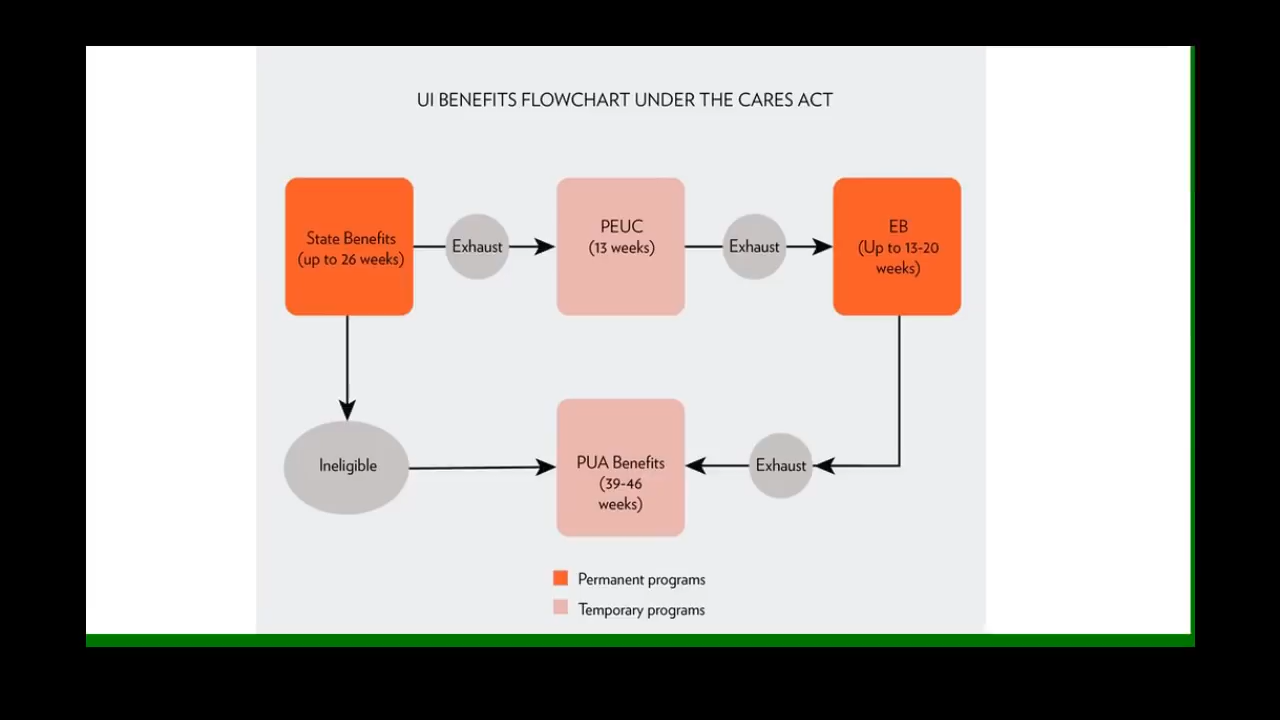 UI BENEFITS FLOWCHART UNDER THE CARES ACT
State Benefits
(up to 26 weeks)
Exhaust
PEUC
(13 weeks)
Exhaust
EB
(Up to 13-20
weeks)
Ineligible
PUA Benefits
(39-46
weeks)
Exhaust
Permanent programs
Temporary programs